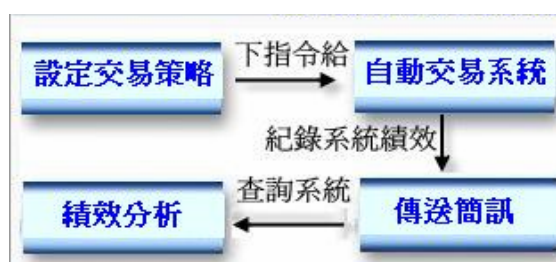 設定交易策略
下指令給
自動交易系統
紀錄系統績效
傳送簡訊
查詢系統
績效分析